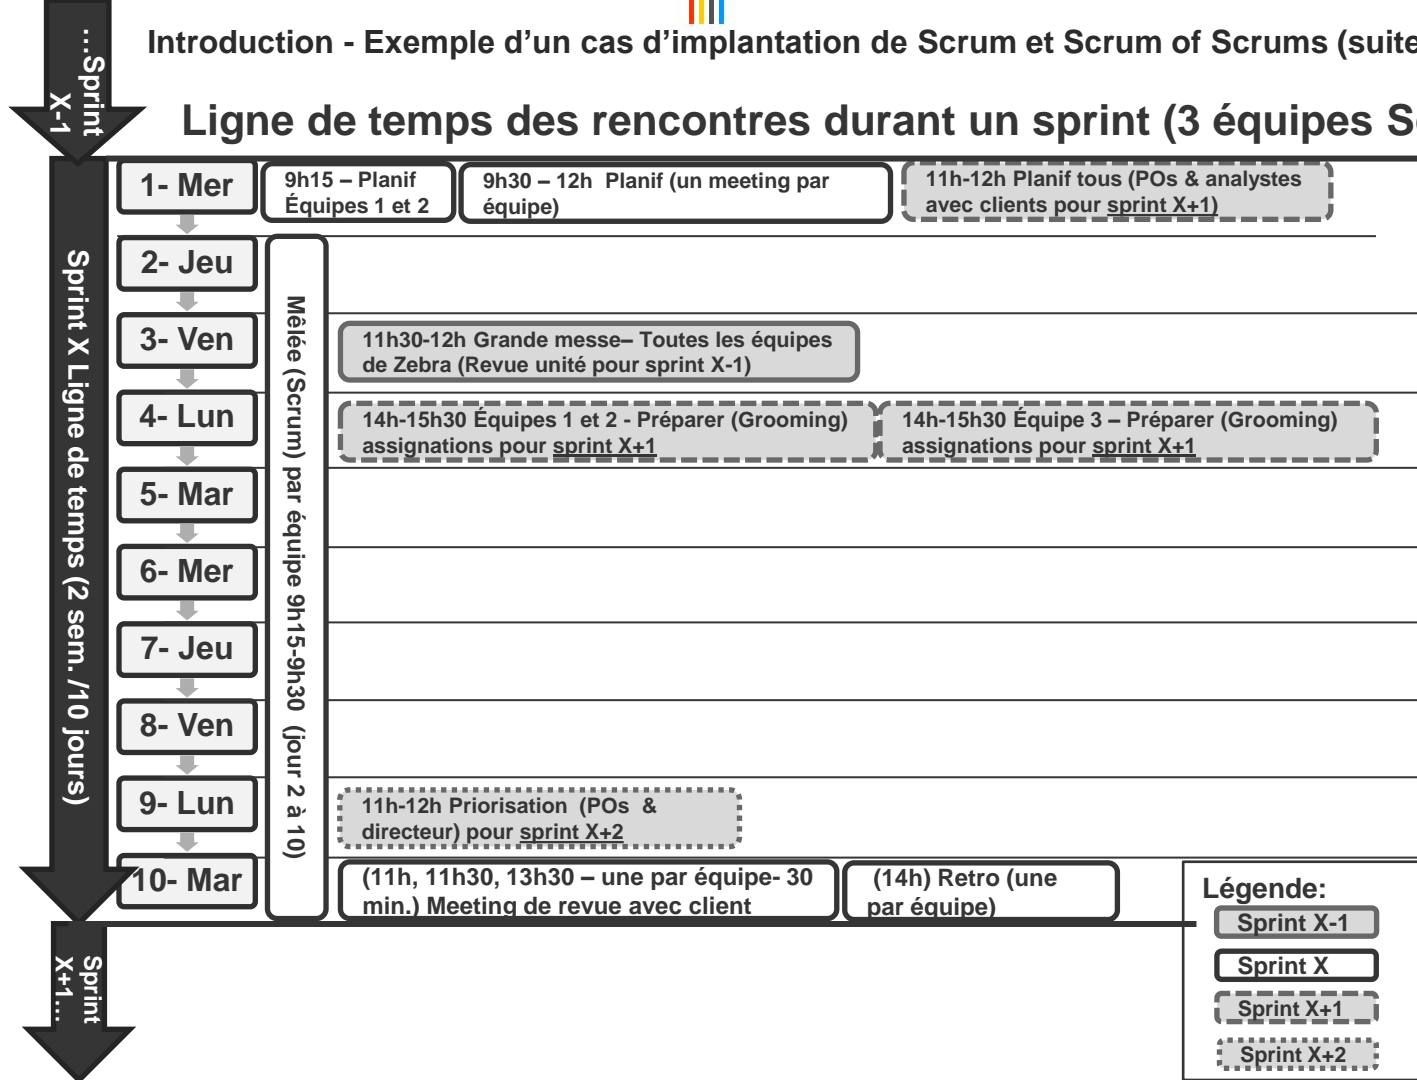 Introduction - Exemple d’un cas d’implantation de Scrum et Scrum of Scrums (suite
Ligne de temps des rencontres durant un sprint (3 équipes
...Sprint
X-1
Sprint X Ligne de temps (2 sem. /10 jours)
1- Mer
9h15 – Planif
Équipes 1 et 2
9h30 – 12h Planif (un meeting par
équipe)
11h-12h Planif tous (POs & analystes
avec clients pour sprint X+1)
2- Jeu
Mêlée (Scrum) par équipe 9h15-9h30 (jour 2 à 10)
3- Ven
11h30-12h Grande messe– Toutes les équipes
de Zebra (Revue unité pour sprint X-1)
4- Lun
14h-15h30 Équipes 1 et 2 - Préparer (Grooming)
assignations pour sprint X+1
14h-15h30 Équipe 3 – Préparer (Grooming)
assignations pour sprint X+1
5- Mar
6- Mer
7- Jeu
8- Ven
9- Lun
11h-12h Priorisation (POs &
directeur) pour sprint X+2
10- Mar
(11h, 11h30, 13h30 – une par équipe- 30
min.) Meeting de revue avec client
(14h) Retro (une
par équipe)
Sprint
X+1...
Légende:
Sprint X-1
Sprint X
Sprint X+1
Sprint X+2